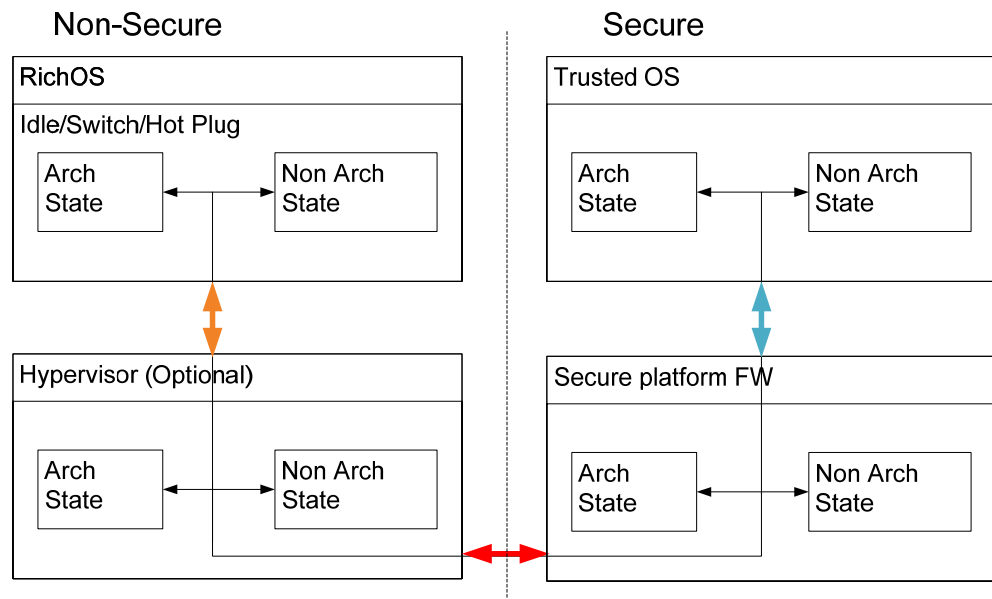 Non-Secure
RichOS
Idle/Switch/Hot Plug
Arch
State
Non Arch
State
Hypervisor (Optional)
Arch
State
Non Arch
State
Secure
Trusted OS
Arch
State
Non Arch
State
Secure platform FW
Arch
State
Non Arch
State